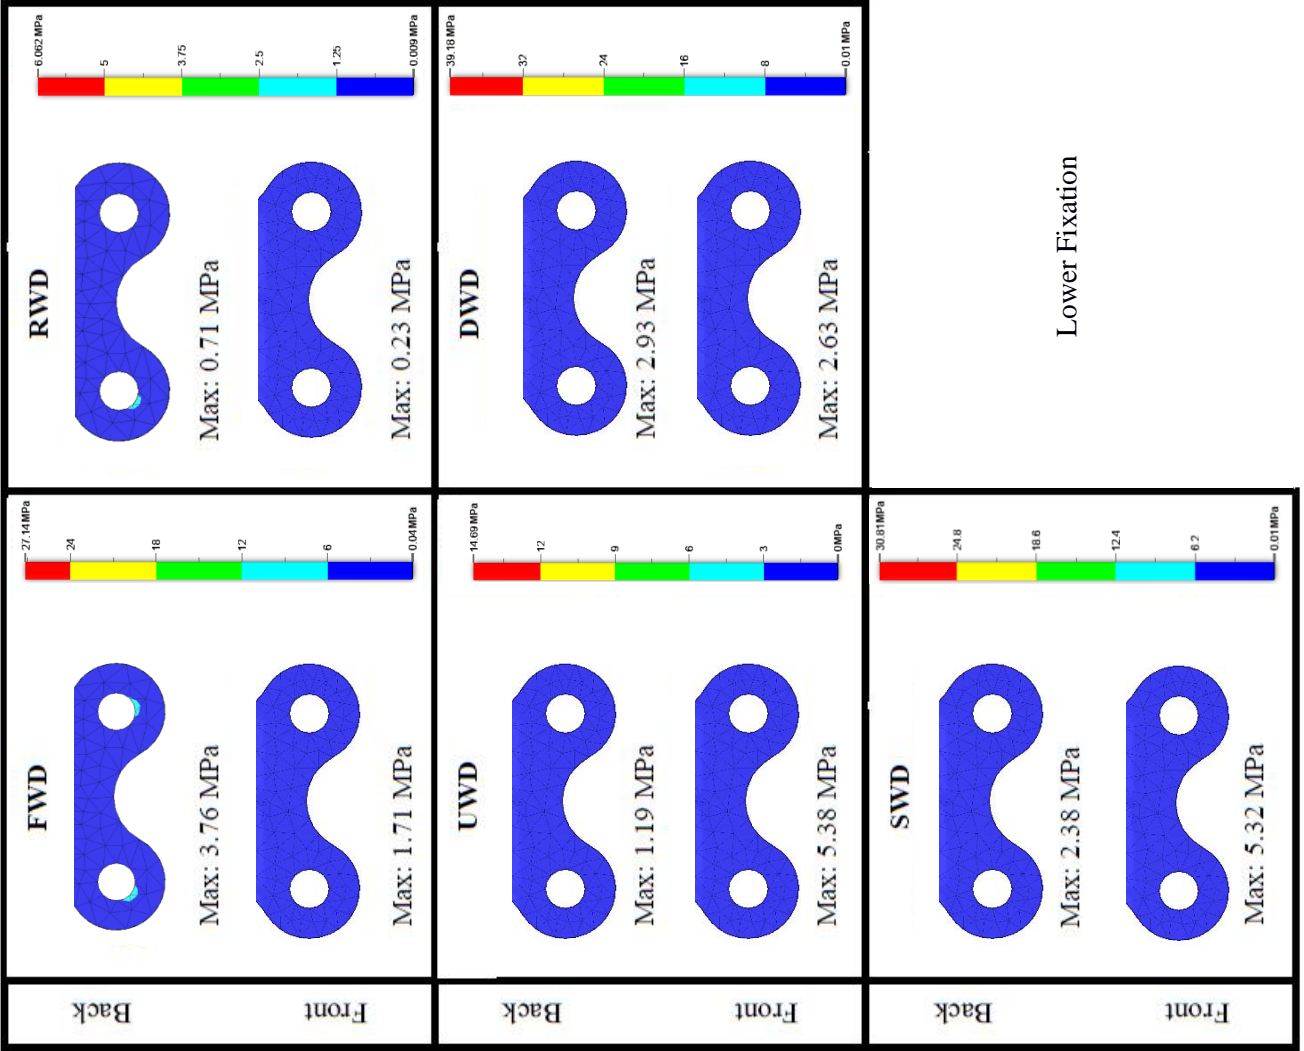 Back
Front
FWD
Max: 3.76 MPa
Max: 1.71 MPa
27.14 MPa
24
18
12
6
0.04 MPa
RWD
Max: 0.71 MPa
Max: 0.23 MPa
6.062 MPa
5
3.75
2.5
1.25
0.009 MPa
Back
Front
UWD
Max: 1.19 MPa
Max: 5.38 MPa
14.69 MPa
12
9
6
3
0MPa
DWD
Max: 2.93 MPa
Max: 2.63 MPa
39.18 MPa
32
24
16
8
0.01 MPa
Back
Front
SWD
Max: 2.38 MPa
Max: 5.32 MPa
30.81MPa
24.8
18.6
12.4
6.2
0.01 MPa
Lower Fixation